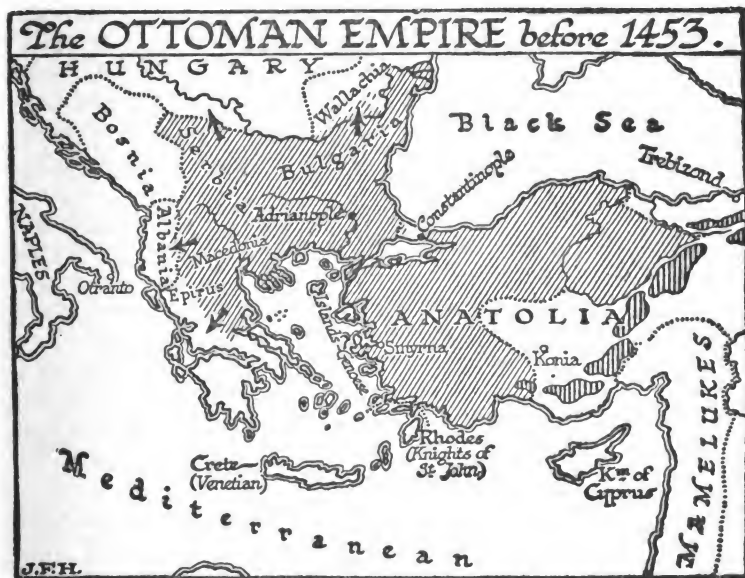 The OTTOMAN EMPIRE before 1453.
HUNGARY
Wallachia
Black Sea
Bosnia
Serbia
Bulgaria
Trebizond
Constantinople
Adrianople
NAPLES
Albania
Macedonia
Otranto
Epirus
ANATOLIA
Smyrna
Konia
MAMELUKES
Rhodes
(Knights of
St. John)
Crete
(Venetian)
Km. of
Cyprus
Mediterranean
J.F.H.